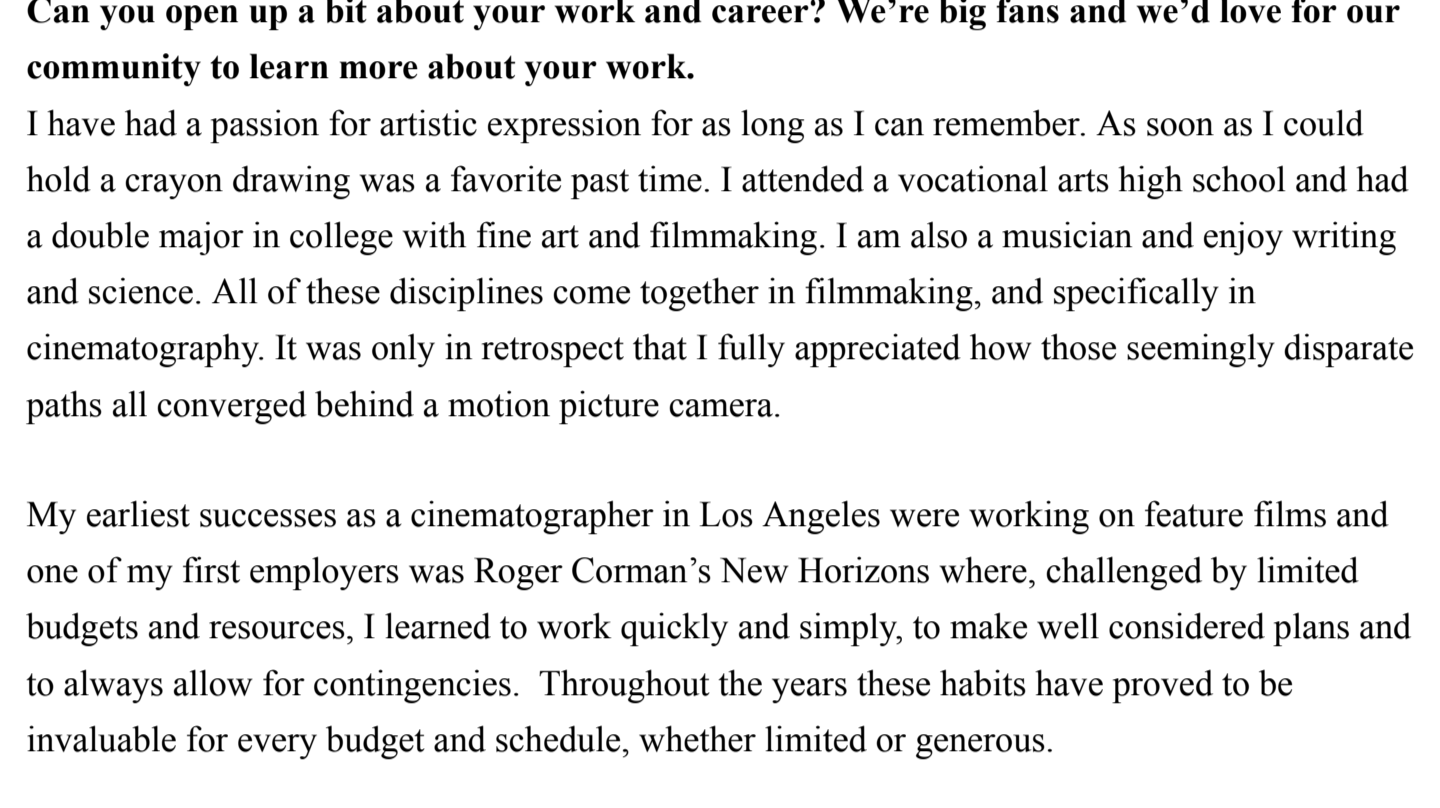 Can you open up a bit about your work and career? We’re big fans and we’d love for our
community to learn more about your work.
I have had a passion for artistic expression for as long as I can remember. As soon as I could
hold a crayon drawing was a favorite past time. I attended a vocational arts high school and had
a double major in college with fine art and filmmaking. I am also a musician and enjoy writing
and science. All of these disciplines come together in filmmaking, and specifically in
cinematography. It was only in retrospect that I fully appreciated how those seemingly disparate
paths all converged behind a motion picture camera.
My earliest successes as a cinematographer in Los Angeles were working on feature films and
one of my first employers was Roger Corman’s New Horizons where, challenged by limited
budgets and resources, I learned to work quickly and simply, to make well considered plans and
to always allow for contingencies.  Throughout the years these habits have proved to be
invaluable for every budget and schedule, whether limited or generous.